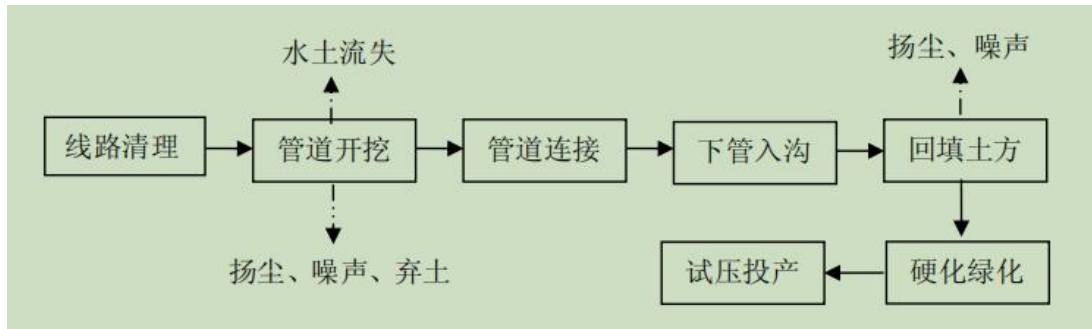 水土流失
扬尘、噪声
线路清理
管道开挖
管道连接
下管入沟
回填土方
扬尘、噪声、弃土
试压投产
硬化绿化